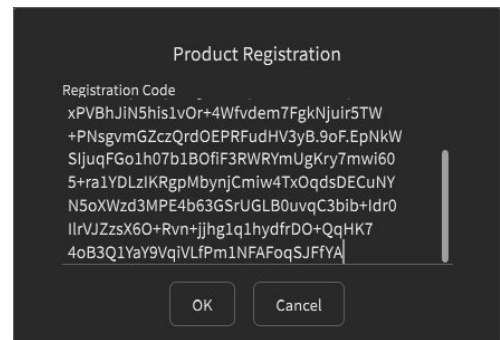 Product Registration
Registration Code
xPVBhJiN5his1vOr+4Wfvdem7FgkNjuir5TW
+PNsgvmGZczQrdOEPRFudHV3yB.9oF.EpNkW
SIjuqFGo1h07b1BOfiF3RWRYmUgKry7mwi60
5+ra1YDLzIKRgpMbynjCmiw4TxOqdsDECuNY
N5oXWzd3MPE4b63GSrUGLB0uvqC3bib+Idr0
IlrVJZzsX6O+Rvn+jjhg1q1hydfrDO+QqHK7
4oB3Q1YaY9VqiVLfPm1NFAFoqSJFfYA
OK
Cancel